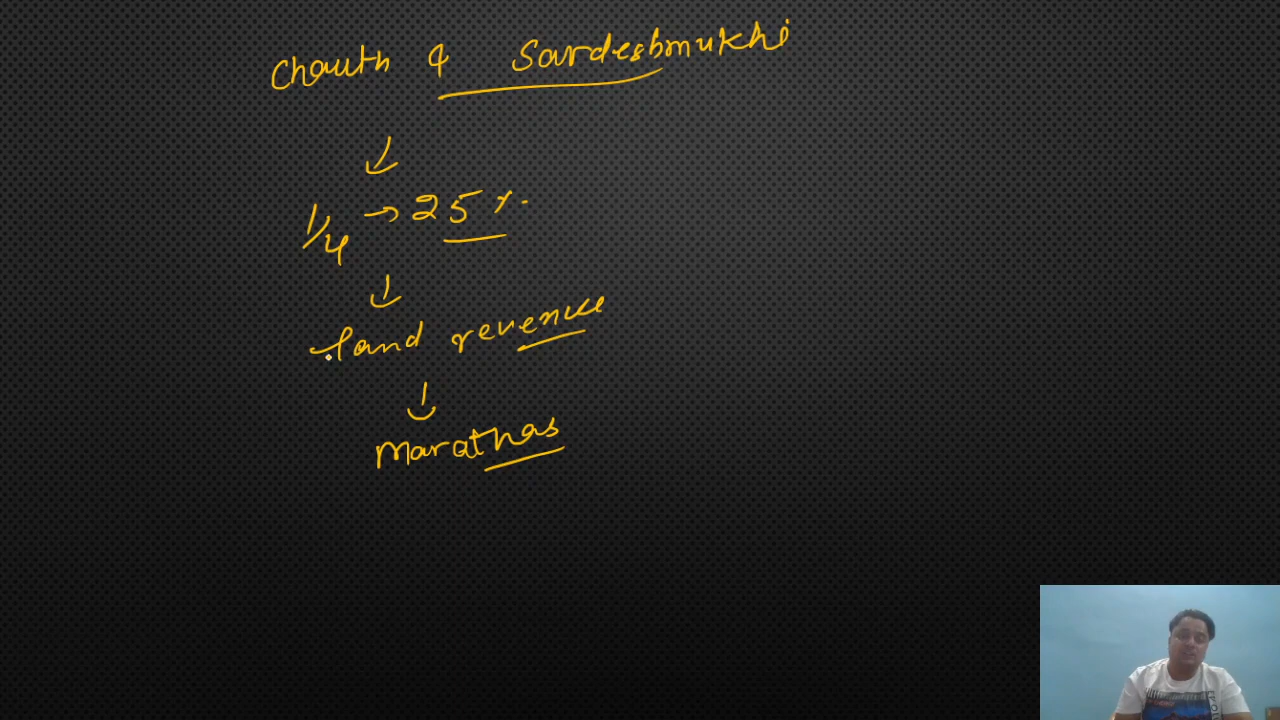 Chauth & Sardeshmukhi
1/4 → 25%.
land revenue
Marathas